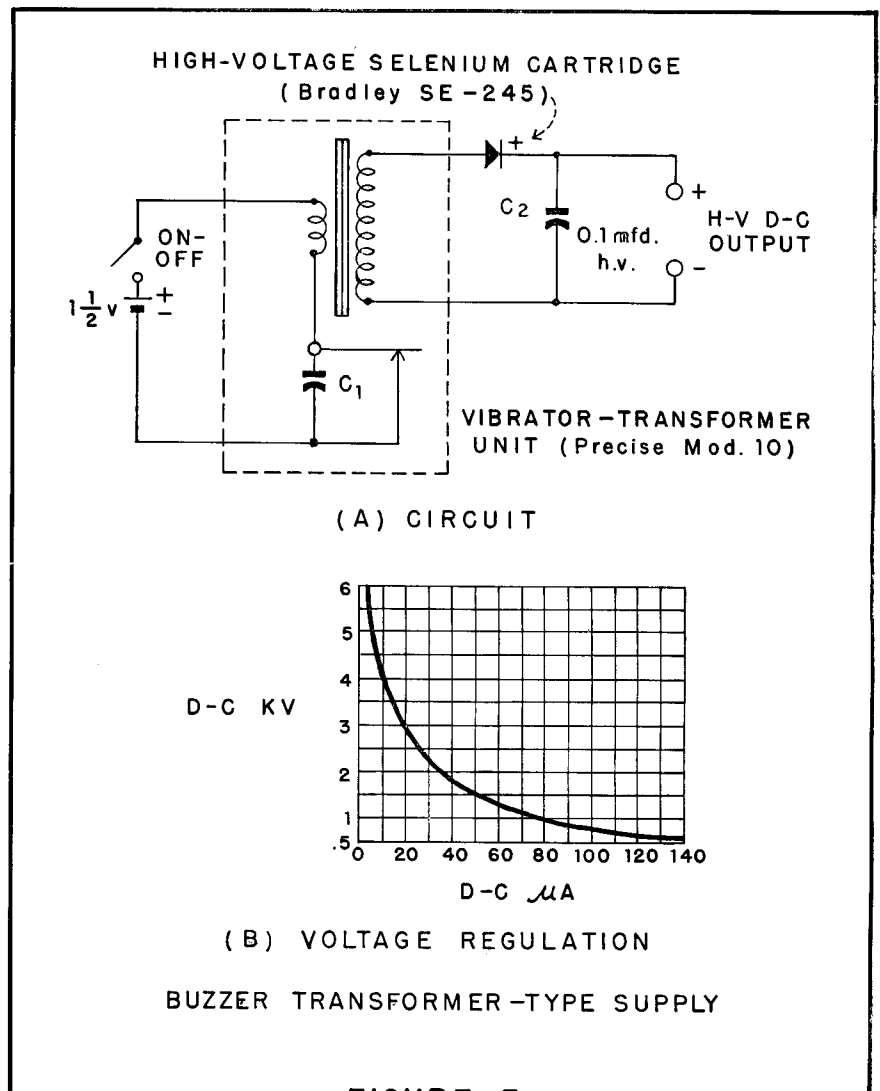 HIGH-VOLTAGE SELENIUM CARTRIDGE
(Bradley SE-245)
+
ON-
OFF
1 1/2 v
+
-
C2
0.1 mfd.
h.v.
+
H-V D-C
OUTPUT
-
C1
VIBRATOR-TRANSFORMER
UNIT (Precise Mod. 10)
(A) CIRCUIT
6
5
4
D-C KV
3
2
1
.5
0 20 40 60 80 100 120 140
D-C μA
(B) VOLTAGE REGULATION
BUZZER TRANSFORMER-TYPE SUPPLY